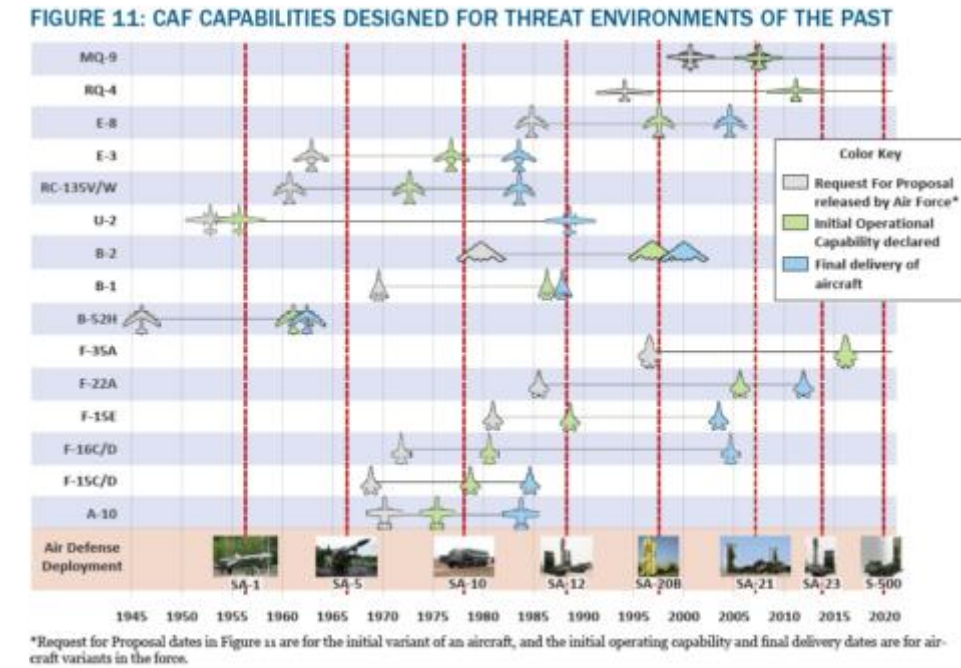 FIGURE 11: CAF CAPABILITIES DESIGNED FOR THREAT ENVIRONMENTS OF THE PAST
MQ-9
RQ-4
E-8
E-3
RC-135V/W
U-2
B-2
B-1
B-52H
F-35A
F-22A
F-15E
F-16C/D
F-15C/D
A-10
Color Key
Request For Proposal
released by Air Force*
Initial Operational
Capability declared
Final delivery of
aircraft
Air Defense
Deployment
SA-1 SA-5 SA-10 SA-12 SA-20B SA-21 SA-23 S-500
1945 1950 1955 1960 1965 1970 1975 1980 1985 1990 1995 2000 2005 2010 2015 2020
*Request for Proposal dates in Figure 11 are for the initial variant of an aircraft, and the initial operating capability and final delivery dates are for air-
craft variants in the force.